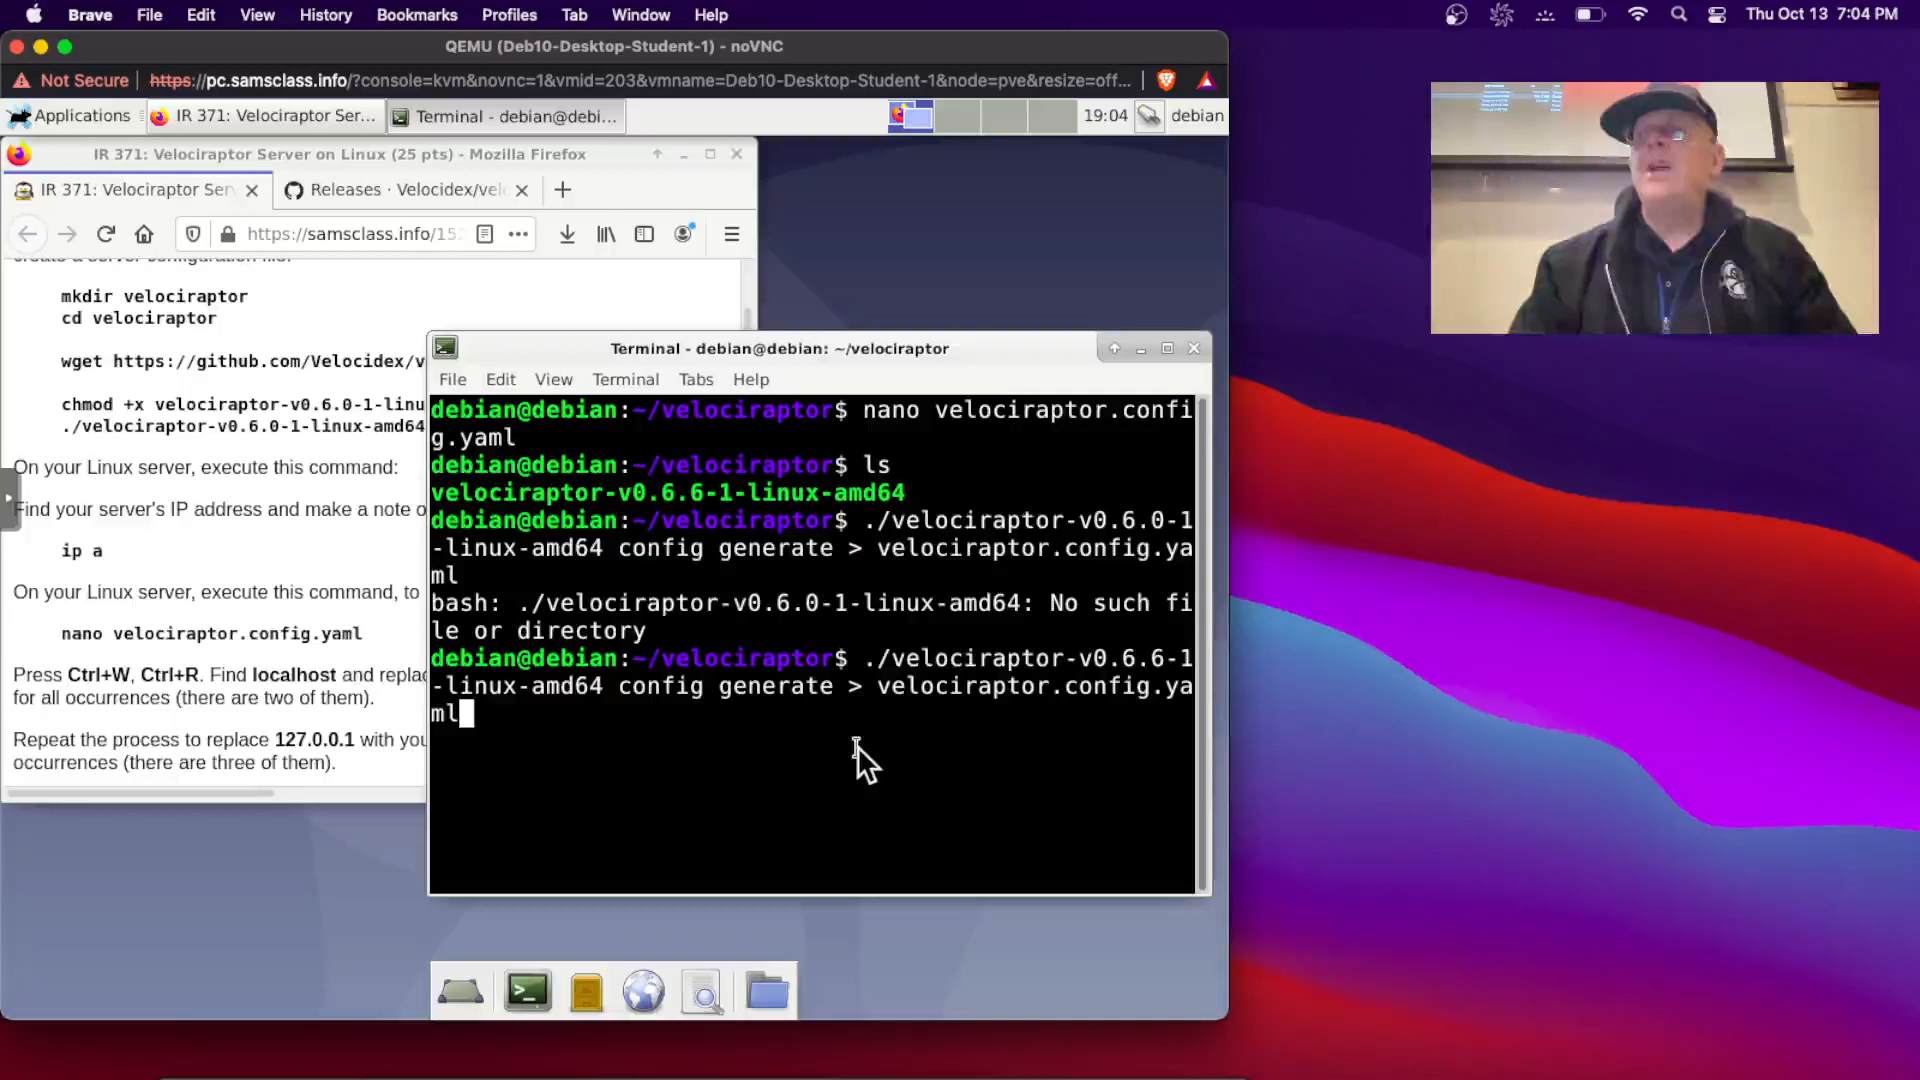 Brave File Edit View History Bookmarks Profiles Tab Window Help Thu Oct 13 7:04 PM
QEMU (Deb10-Desktop-Student-1) - noVNC
Not Secure https://pc.samsclass.info/?console=kvm&novnc=1&vmid=203&vmname=Deb10-Desktop-Student-1&node=pve&resize=off...
Applications IR 371: Velociraptor Ser... Terminal - debian@debi... 19:04 debian
IR 371: Velociraptor Server on Linux (25 pts) - Mozilla Firefox
IR 371: Velociraptor Ser Releases · Velocidex/vel
https://samsclass.info/152
create a server configuration file:
mkdir velociraptor
cd velociraptor
wget https://github.com/Velocidex/v
chmod +x velociraptor-v0.6.0-1-linu
./velociraptor-v0.6.0-1-linux-amd64
On your Linux server, execute this command:
Find your server's IP address and make a note o
ip a
On your Linux server, execute this command, to
nano velociraptor.config.yaml
Press Ctrl+W, Ctrl+R. Find localhost and replac
for all occurrences (there are two of them).
Repeat the process to replace 127.0.0.1 with you
occurrences (there are three of them).
Terminal - debian@debian: ~/velociraptor
File Edit View Terminal Tabs Help
debian@debian:~/velociraptor$ nano velociraptor.confi
g.yaml
debian@debian:~/velociraptor$ ls
velociraptor-v0.6.6-1-linux-amd64
debian@debian:~/velociraptor$ ./velociraptor-v0.6.0-1
-linux-amd64 config generate > velociraptor.config.ya
ml
bash: ./velociraptor-v0.6.0-1-linux-amd64: No such fi
le or directory
debian@debian:~/velociraptor$ ./velociraptor-v0.6.6-1
-linux-amd64 config generate > velociraptor.config.ya
ml